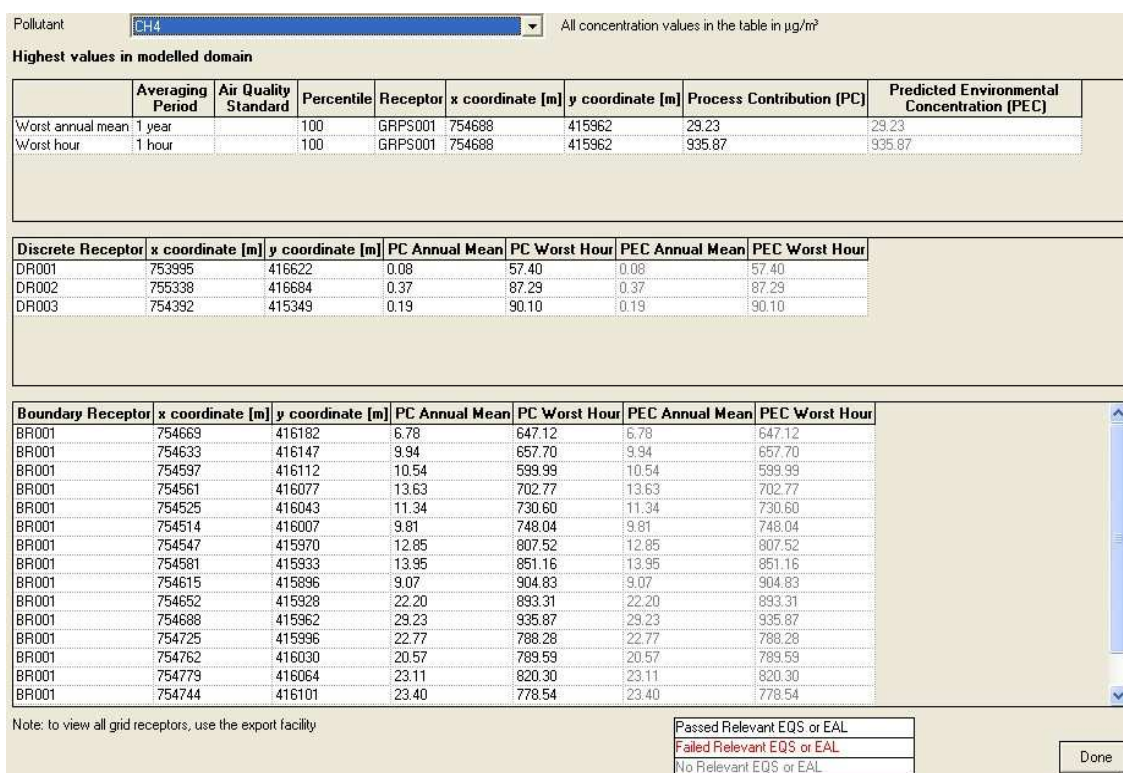 Pollutant CH4 All concentration values in the table in µg/m³
Highest values in modelled domain
Averaging Period Air Quality Standard Percentile Receptor x coordinate [m] y coordinate [m] Process Contribution (PC) Predicted Environmental Concentration (PEC)
Worst annual mean 1 year 100 GRPS001 754688 415962 29.23 29.23
Worst hour 1 hour 100 GRPS001 754688 415962 935.87 935.87
Discrete Receptor x coordinate [m] y coordinate [m] PC Annual Mean PC Worst Hour PEC Annual Mean PEC Worst Hour
DR001 753995 416622 0.08 57.40 0.08 57.40
DR002 755338 416684 0.37 87.29 0.37 87.29
DR003 754392 415349 0.19 90.10 0.19 90.10
Boundary Receptor x coordinate [m] y coordinate [m] PC Annual Mean PC Worst Hour PEC Annual Mean PEC Worst Hour
BR001 754669 416182 6.78 647.12 6.78 647.12
BR001 754633 416147 9.94 657.70 9.94 657.70
BR001 754597 416112 10.54 599.99 10.54 599.99
BR001 754561 416077 13.63 702.77 13.63 702.77
BR001 754525 416043 11.34 730.60 11.34 730.60
BR001 754514 416007 9.81 748.04 9.81 748.04
BR001 754547 415970 12.85 807.52 12.85 807.52
BR001 754581 415933 13.95 851.16 13.95 851.16
BR001 754615 415896 9.07 904.83 9.07 904.83
BR001 754652 415928 22.20 893.31 22.20 893.31
BR001 754688 415962 29.23 935.87 29.23 935.87
BR001 754725 415996 22.77 788.28 22.77 788.28
BR001 754762 416030 20.57 789.59 20.57 789.59
BR001 754779 416064 23.11 820.30 23.11 820.30
BR001 754744 416101 23.40 778.54 23.40 778.54
Note: to view all grid receptors, use the export facility
Passed Relevant EQS or EAL
Failed Relevant EQS or EAL
No Relevant EQS or EAL
Done